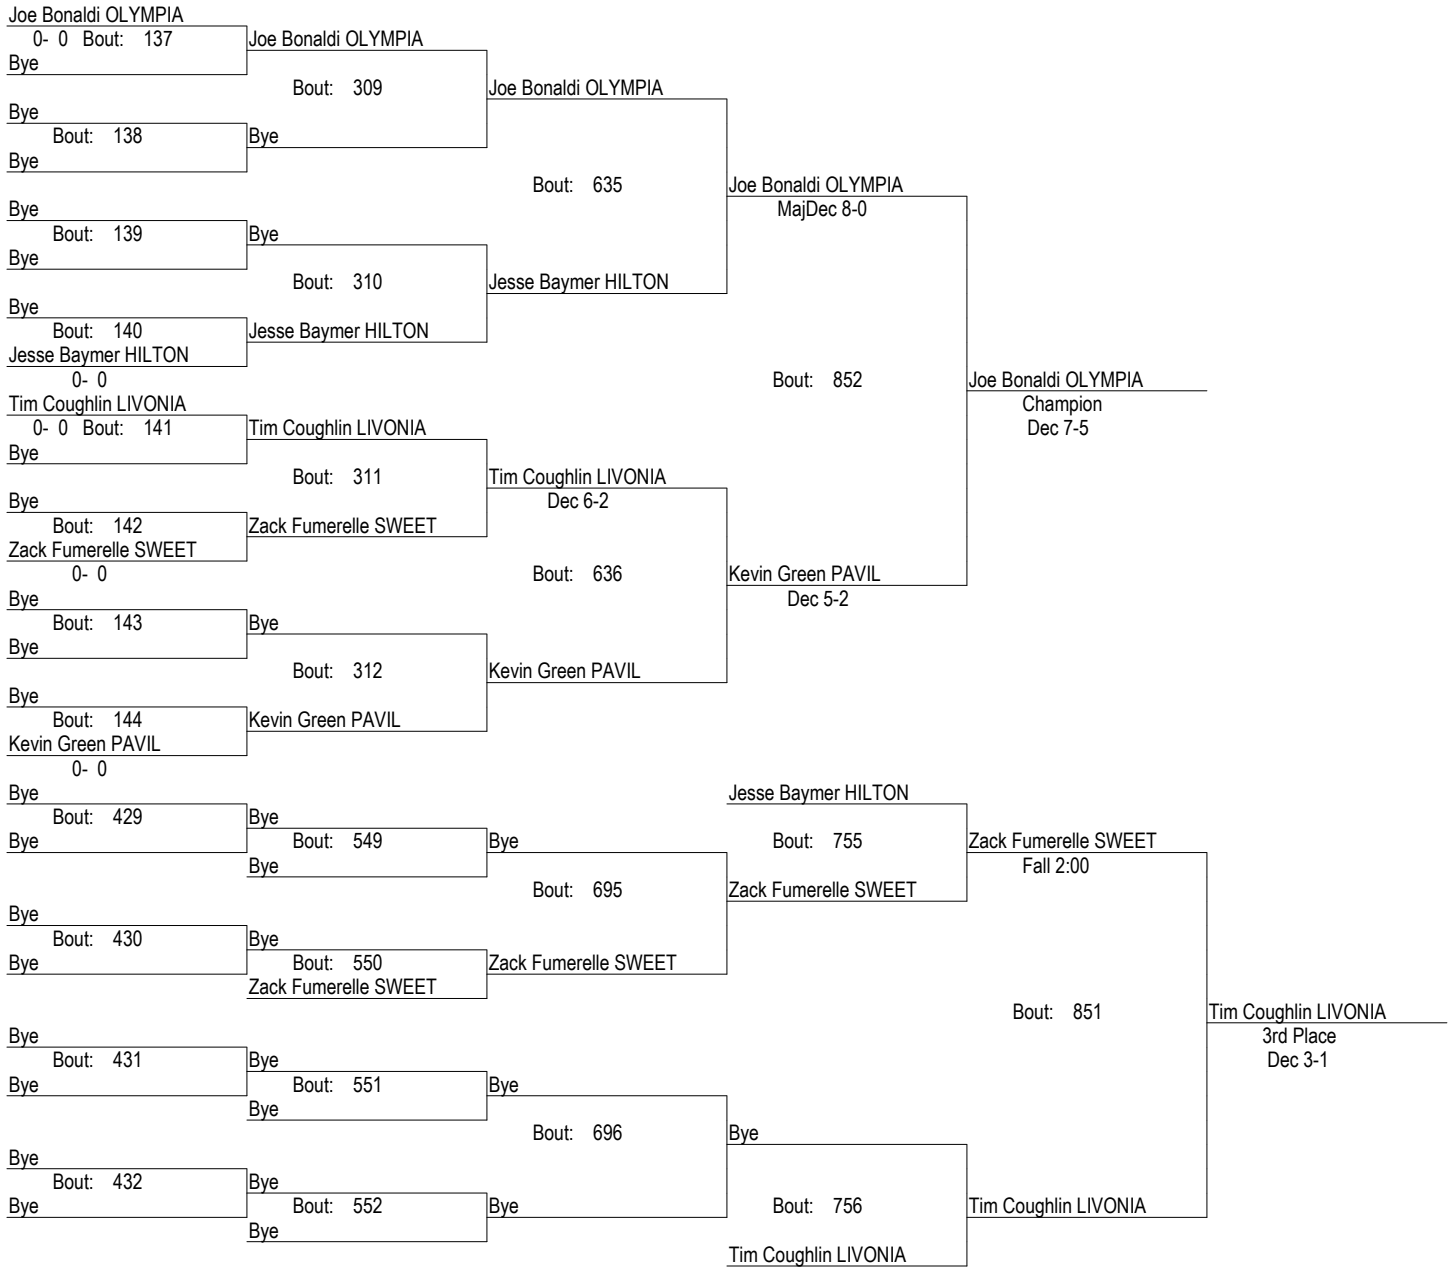 Joe Bonaldi OLYMPIA
0- 0 Bout: 137 Joe Bonaldi OLYMPIA
Bye
Bout: 309 Joe Bonaldi OLYMPIA
Bye
Bout: 138 Bye
Bye
Bout: 635 Joe Bonaldi OLYMPIA
Bye MajDec 8-0
Bout: 139 Bye
Bye
Bout: 310 Jesse Baymer HILTON
Bye
Bout: 140 Jesse Baymer HILTON
Jesse Baymer HILTON
0- 0 Bout: 852 Joe Bonaldi OLYMPIA
Tim Coughlin LIVONIA Champion
0- 0 Bout: 141 Tim Coughlin LIVONIA Dec 7-5
Bye
Bout: 311 Tim Coughlin LIVONIA
Bye Dec 6-2
Bout: 142 Zack Fumerelle SWEET
Zack Fumerelle SWEET
0- 0 Bout: 636 Kevin Green PAVIL
Bye Dec 5-2
Bout: 143 Bye
Bye
Bout: 312 Kevin Green PAVIL
Bye
Bout: 144 Kevin Green PAVIL
Kevin Green PAVIL
0- 0
Bye Jesse Baymer HILTON
Bout: 429 Bye
Bye Bout: 549 Bye Bout: 755 Zack Fumerelle SWEET
Bye Fall 2:00
Bout: 695 Zack Fumerelle SWEET
Bye
Bout: 430 Bye
Bye Bout: 550 Zack Fumerelle SWEET
Zack Fumerelle SWEET
Bout: 851 Tim Coughlin LIVONIA
Bye 3rd Place
Bout: 431 Bye Dec 3-1
Bye Bout: 551 Bye
Bye
Bout: 696 Bye
Bye
Bout: 432 Bye
Bye Bout: 552 Bye Bout: 756 Tim Coughlin LIVONIA
Bye
Tim Coughlin LIVONIA